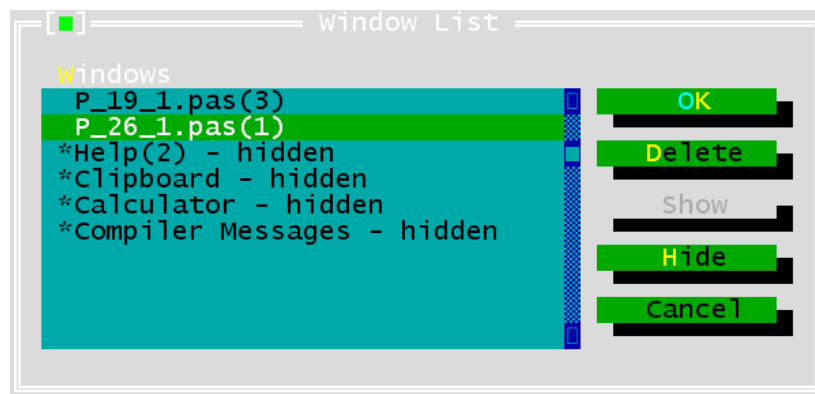 Window List
Windows
P_19_1.pas(3)
OK
P_26_1.pas(1)
*Help(2) - hidden
Delete
*Clipboard - hidden
*Calculator - hidden
Show
*Compiler Messages - hidden
Hide
Cancel